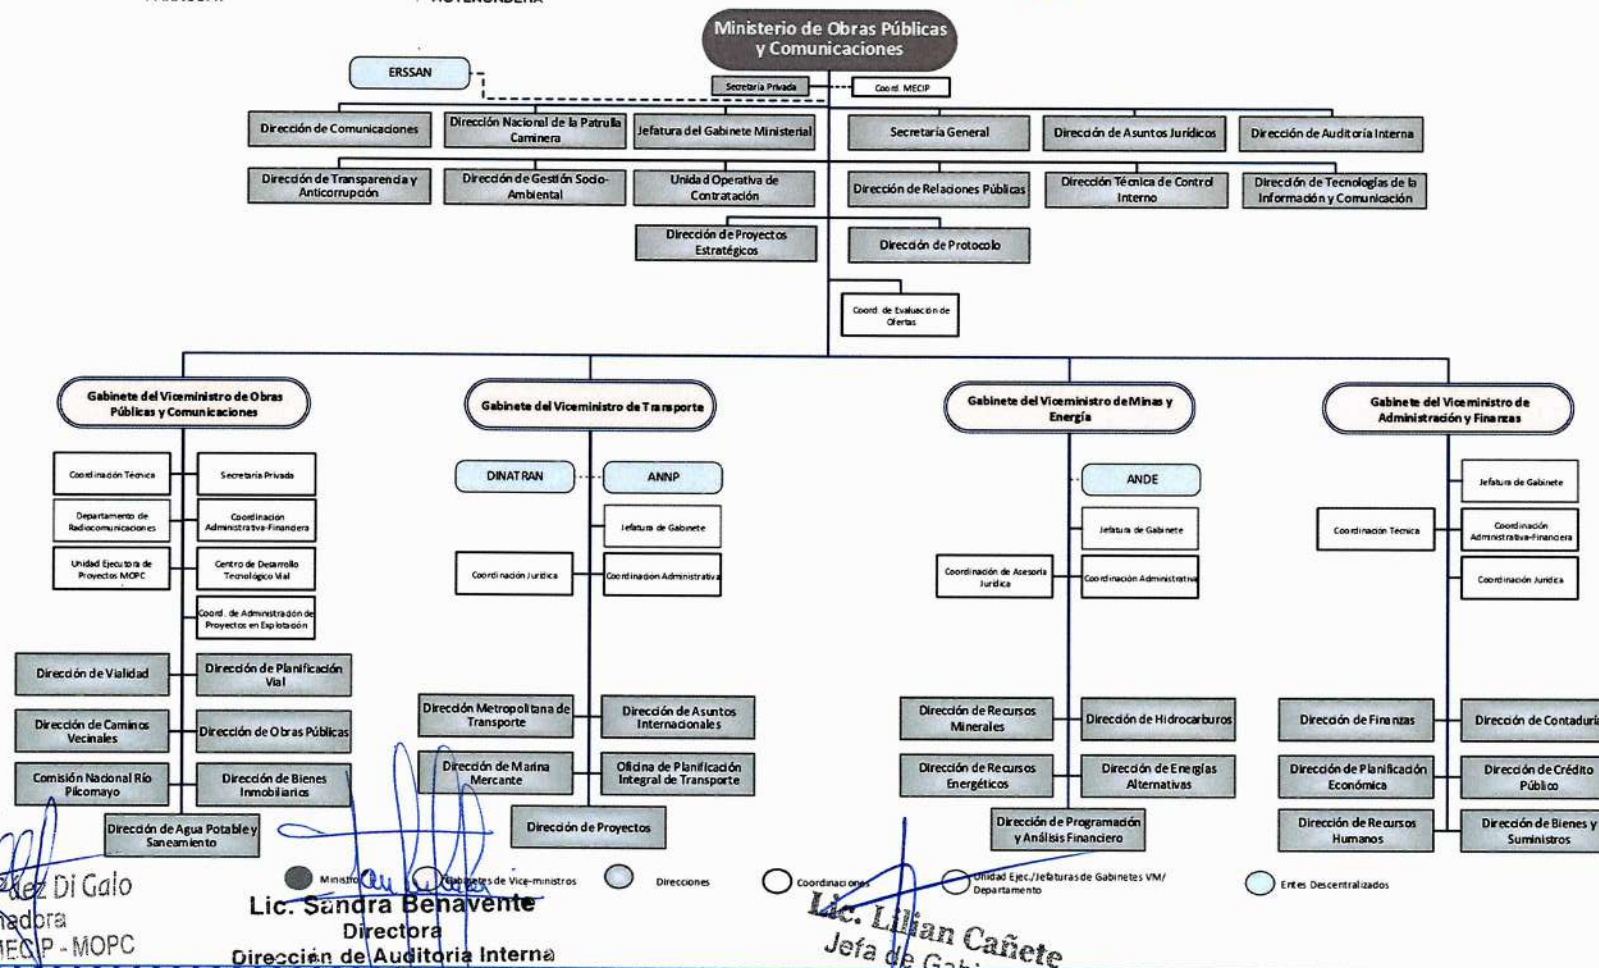 Ministerio de Obras Públicas
y Comunicaciones
ERSSAN
Secretaría Privada
Coord. MECIP
Dirección de Comunicaciones
Dirección Nacional de la Patrulla
Caminera
Jefatura del Gabinete Ministerial
Secretaría General
Dirección de Asuntos Jurídicos
Dirección de Auditoría Interna
Dirección de Transparencia y
Anticorrupción
Dirección de Gestión Socio-
Ambiental
Unidad Operativa de
Contratación
Dirección de Relaciones Públicas
Dirección Técnica de Control
Interno
Dirección de Tecnologías de la
Información y Comunicación
Dirección de Proyectos
Estratégicos
Dirección de Protocolo
Coord. de Evaluación de
Ofertas
Gabinete del Viceministro de Obras
Públicas y Comunicaciones
Gabinete del Viceministro de Transporte
Gabinete del Viceministro de Minas y
Energía
Gabinete del Viceministro de
Administración y Finanzas
Coordinación Técnica
Secretaría Privada
Departamento de
Radiocomunicaciones
Coordinación
Administrativa-Financiera
Unidad Ejecutora de
Proyectos MOPC
Centro de Desarrollo
Tecnológico Vial
Coord. de Administración de
Proyectos en Explotación
Dirección de Vialidad
Dirección de Planificación
Vial
Dirección de Caminos
Vecinales
Dirección de Obras Públicas
Comisión Nacional Río
Pilcomayo
Dirección de Bienes
Inmobiliarios
Dirección de Agua Potable y
Saneamiento
DINATRAN
ANNP
Jefatura de Gabinete
Coordinación Jurídica
Coordinación Administrativa
Dirección Metropolitana de
Transporte
Dirección de Asuntos
Internacionales
Dirección de Marina
Mercante
Oficina de Planificación
Integral de Transporte
Dirección de Proyectos
ANDE
Jefatura de Gabinete
Coordinación de Asesoría
Jurídica
Coordinación Administrativa
Dirección de Recursos
Minerales
Dirección de Hidrocarburos
Dirección de Recursos
Energéticos
Dirección de Energías
Alternativas
Dirección de Programación
y Análisis Financiero
Jefatura de Gabinete
Coordinación Técnica
Coordinación
Administrativa-Financiera
Coordinación Jurídica
Dirección de Finanzas
Dirección de Contaduría
Dirección de Planificación
Económica
Dirección de Crédito
Público
Dirección de Recursos
Humanos
Dirección de Bienes y
Suministros
Ministro
Gabinetes de Vice-ministros
Direcciones
Coordinaciones
Unidad Ejec./Jefaturas de Gabinetes VM/
Departamento
Entes Descentralizados
Di Galo
MECIP - MOPC
Lic. Sandra Benavente
Directora
Dirección de Auditoria Interna
Lic. Lilian Cañete
Jefa de